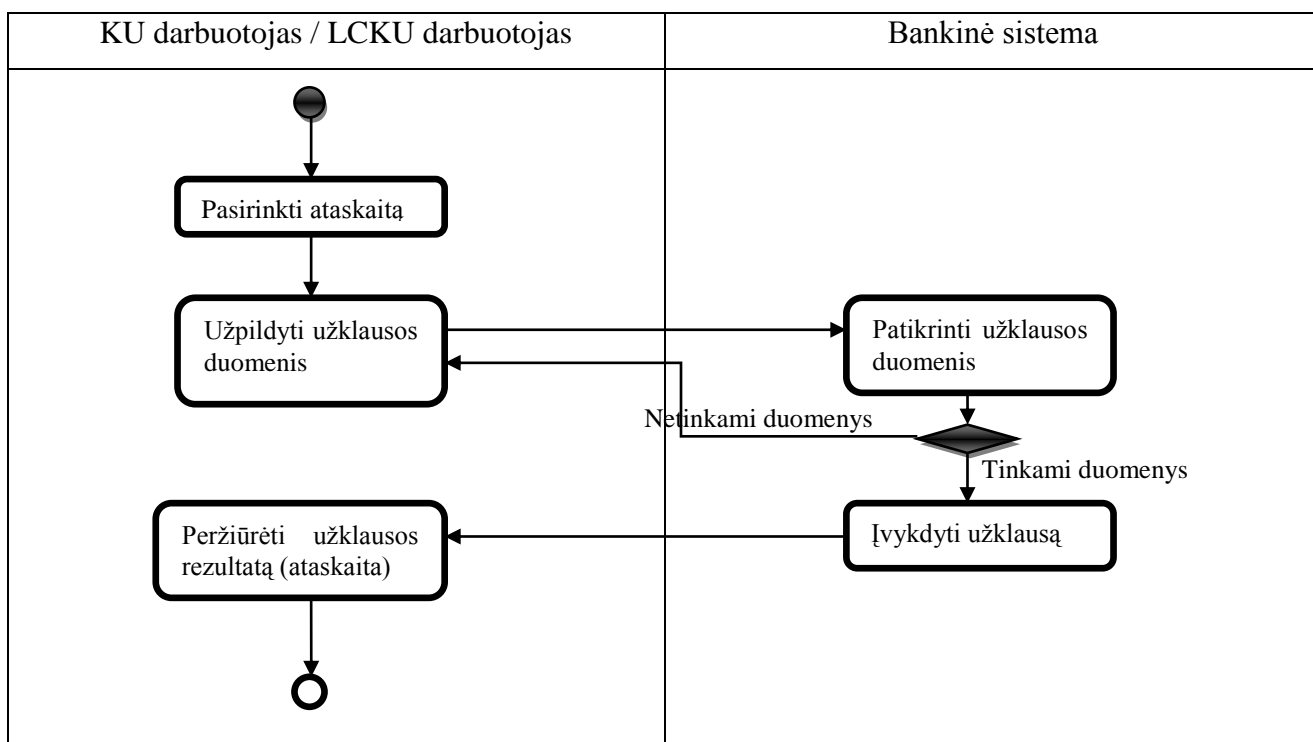 KU darbuotojas / LCKU darbuotojas
Bankinė sistema
Pasirinkti ataskaitą
Užpildyti užklausos
duomenis
Patikrinti užklausos
duomenis
Netinkami duomenys
Tinkami duomenys
Peržiūrėti užklausos
rezultatą (ataskaita)
Įvykdyti užklausą